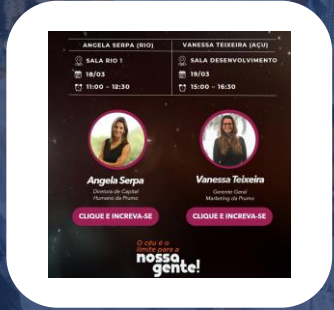 ANGELA SERPA (RIO)
SALA RIO 1
18/03
11:00 – 12:30
VANESSA TEIXEIRA (AÇU)
SALA DESENVOLVIMENTO
19/03
15:00 – 16:30
Angela Serpa
Diretora de Capital
Humano da Prumo
CLIQUE E INCREVA-SE
Vanessa Teixeira
Gerente Geral
Marketing da Prumo
CLIQUE E INCREVA-SE
O céu é o
limite para a
nossa
gente!